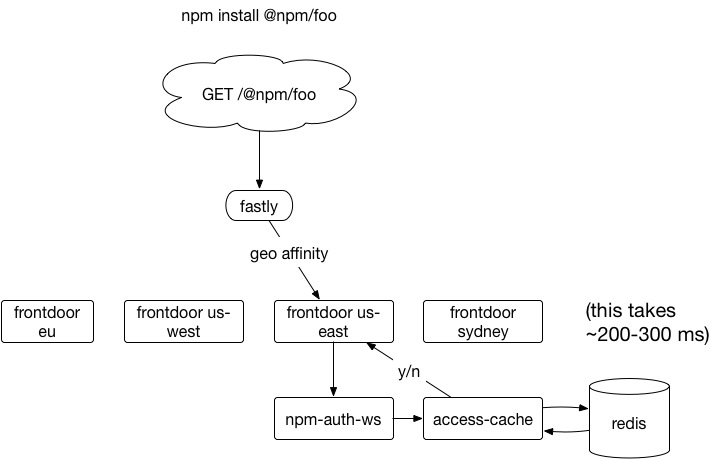 npm install @npm/foo
GET /@npm/foo
fastly
geo affinity
frontdoor
eu
frontdoor us-
west
frontdoor us-
east
frontdoor
sydney
(this takes
~200-300 ms)
y/n
npm-auth-ws
access-cache
redis